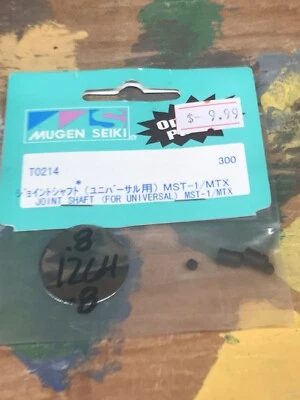 $- 9.99
MUGEN SEIKI
T0214 300
ジョイントシャフト (ユニバーサル用) MST-1/MTX
JOINT SHAFT (FOR UNIVERSAL) MST-1/MTX
.8
12CH
-8